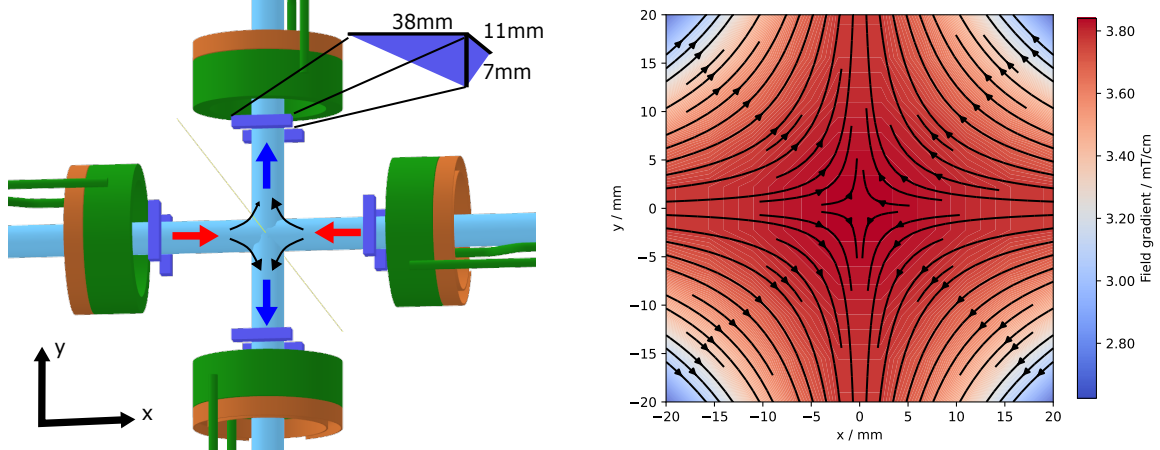 38mm
11mm
7mm
y
x
20
15
10
5
0
−5
−10
−15
−20
y / mm
−20 −15 −10 −5 0 5 10 15 20
x / mm
3.80
3.60
3.40
3.20
3.00
2.80
Field gradient / mT/cm